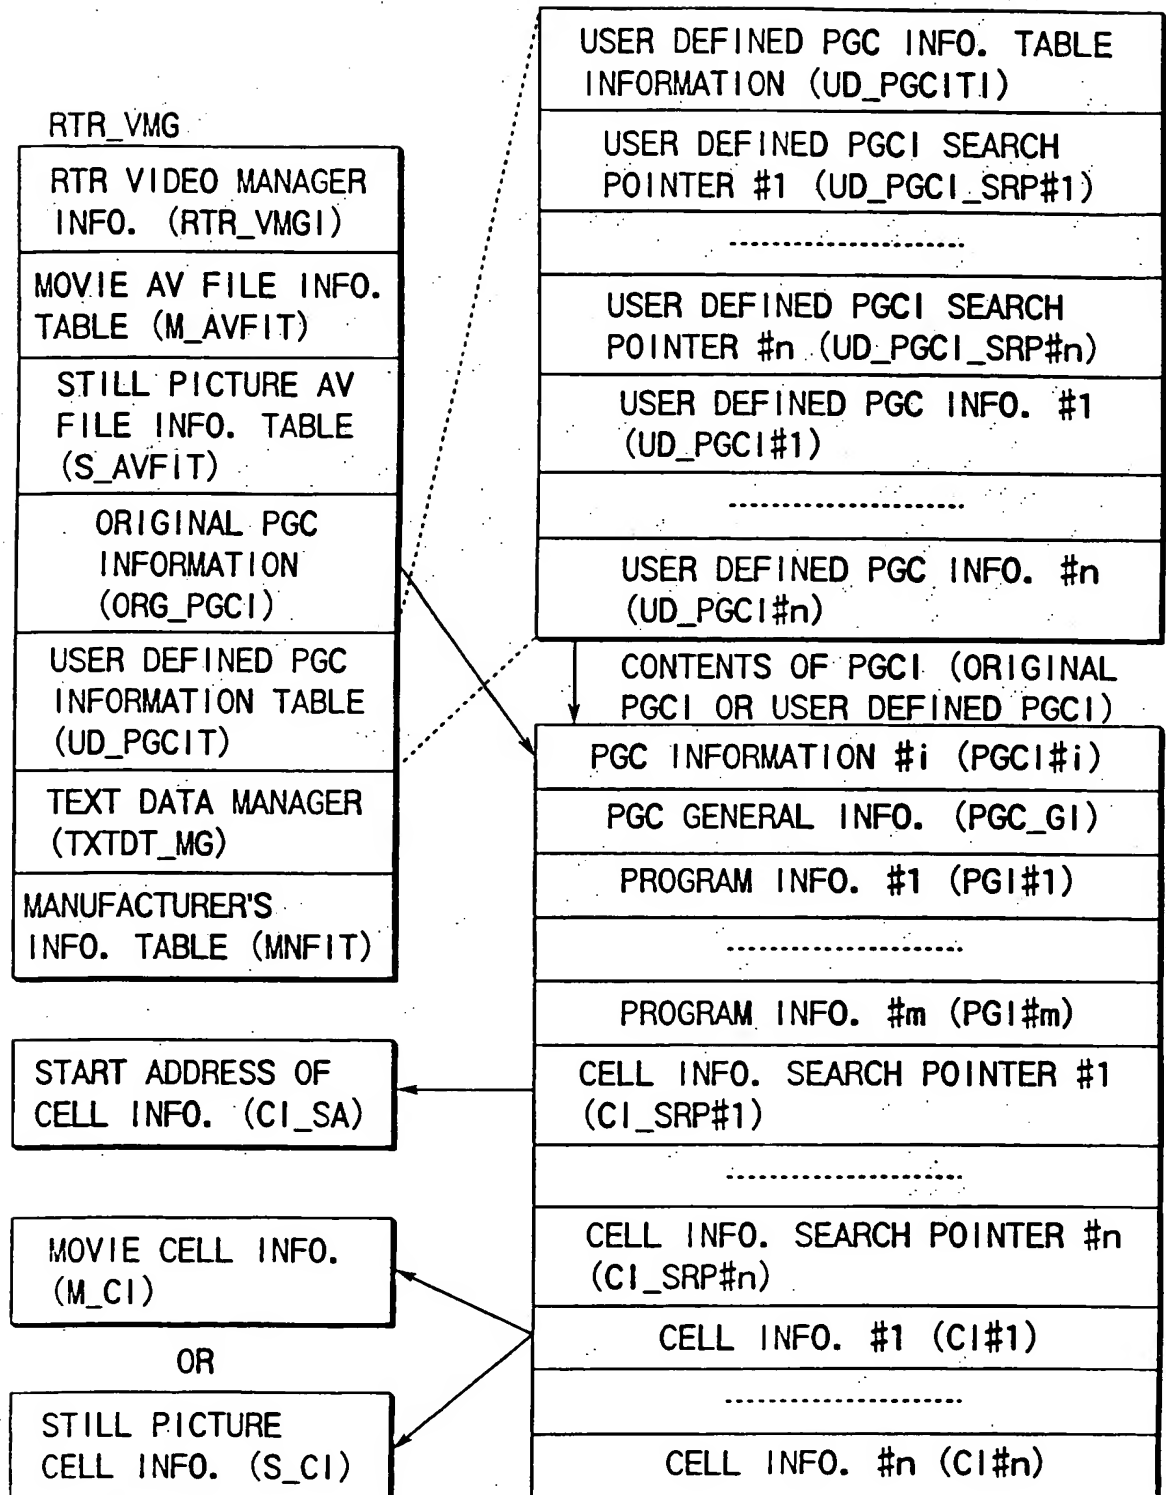 RTR_VMG
RTR VIDEO MANAGER
INFO. (RTR_VMGI)
MOVIE AV FILE INFO.
TABLE (M_AVFIT)
STILL PICTURE AV
FILE INFO. TABLE
(S_AVFIT)
ORIGINAL PGC
INFORMATION
(ORG_PGCI)
USER DEFINED PGC
INFORMATION TABLE
(UD_PGCIT)
TEXT DATA MANAGER
(TXTDT_MG)
MANUFACTURER'S
INFO. TABLE (MNFIT)
START ADDRESS OF
CELL INFO. (CI_SA)
MOVIE CELL INFO.
(M_CI)
OR
STILL PICTURE
CELL INFO. (S_CI)
USER DEFINED PGC INFO. TABLE
INFORMATION (UD_PGCITI)
USER DEFINED PGCI SEARCH
POINTER #1 (UD_PGCI_SRP#1)
.....................
USER DEFINED PGCI SEARCH
POINTER #n (UD_PGCI_SRP#n)
USER DEFINED PGC INFO. #1
(UD_PGCI#1)
.....................
USER DEFINED PGC INFO. #n
(UD_PGCI#n)
CONTENTS OF PGCI (ORIGINAL
PGCI OR USER DEFINED PGCI)
PGC INFORMATION #i (PGCI#i)
PGC GENERAL INFO. (PGC_GI)
PROGRAM INFO. #1 (PGI#1)
.....................
PROGRAM INFO. #m (PGI#m)
CELL INFO. SEARCH POINTER #1
(CI_SRP#1)
.....................
CELL INFO. SEARCH POINTER #n
(CI_SRP#n)
CELL INFO. #1 (CI#1)
.....................
CELL INFO. #n (CI#n)